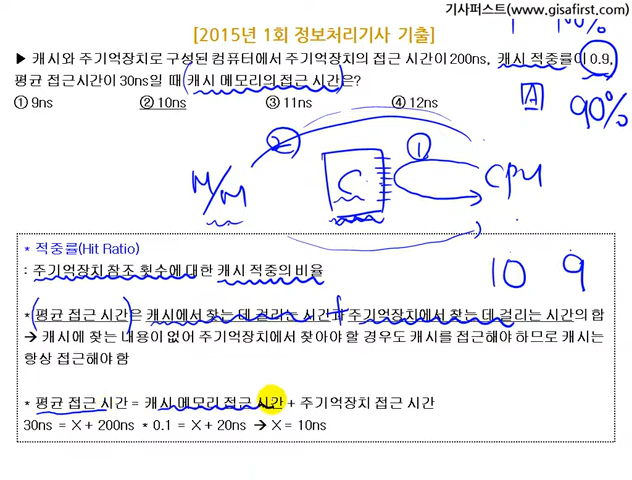 기사퍼스트(www.gisafirst.com)
1 100%
[2015년 1회 정보처리기사 기출]
▶ 캐시와 주기억장치로 구성된 컴퓨터에서 주기억장치의 접근 시간이 200ns, 캐시 적중률이 0.9,
평균 접근시간이 30ns일 때 캐시 메모리의 접근 시간은?
① 9ns ② 10ns ③ 11ns ④ 12ns
A 90%
② ①
M/M C CPU
* 적중률(Hit Ratio)
: 주기억장치 참조 횟수에 대한 캐시 적중의 비율
10 9
* 평균 접근 시간은 캐시에서 찾는 데 걸리는 시간 + 주기억장치에서 찾는 데 걸리는 시간의 합
→ 캐시에 찾는 내용이 없어 주기억장치에서 찾아야 할 경우도 캐시를 접근해야 하므로 캐시는
항상 접근해야 함
* 평균 접근 시간 = 캐시 메모리 접근 시간 + 주기억장치 접근 시간
30ns = X + 200ns * 0.1 = X + 20ns → X = 10ns